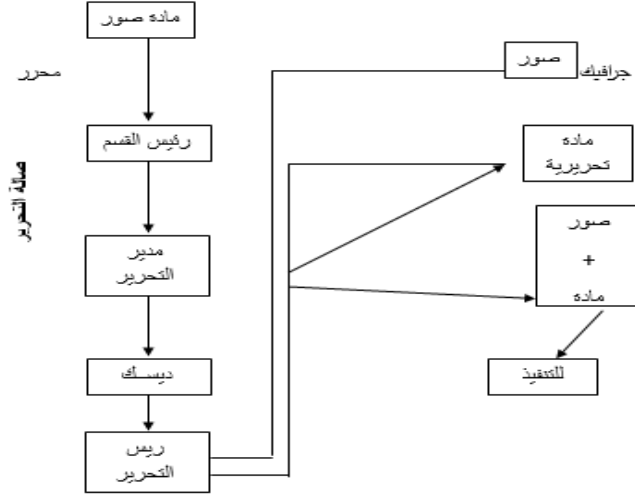 مادة صور
محرر
رئيس القسم
صالة التحرير
مدير
التحرير
ديسك
ريس
التحرير
صور
جرافيك
مادة
تحريرية
صور
+
مادة
للتنفيذ